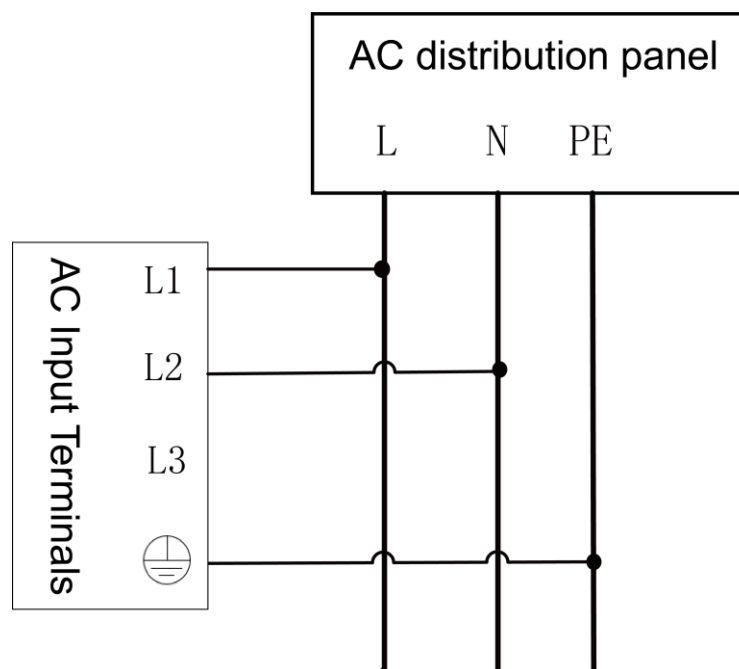 AC distribution panel
L N PE
AC Input Terminals
L1
L2
L3